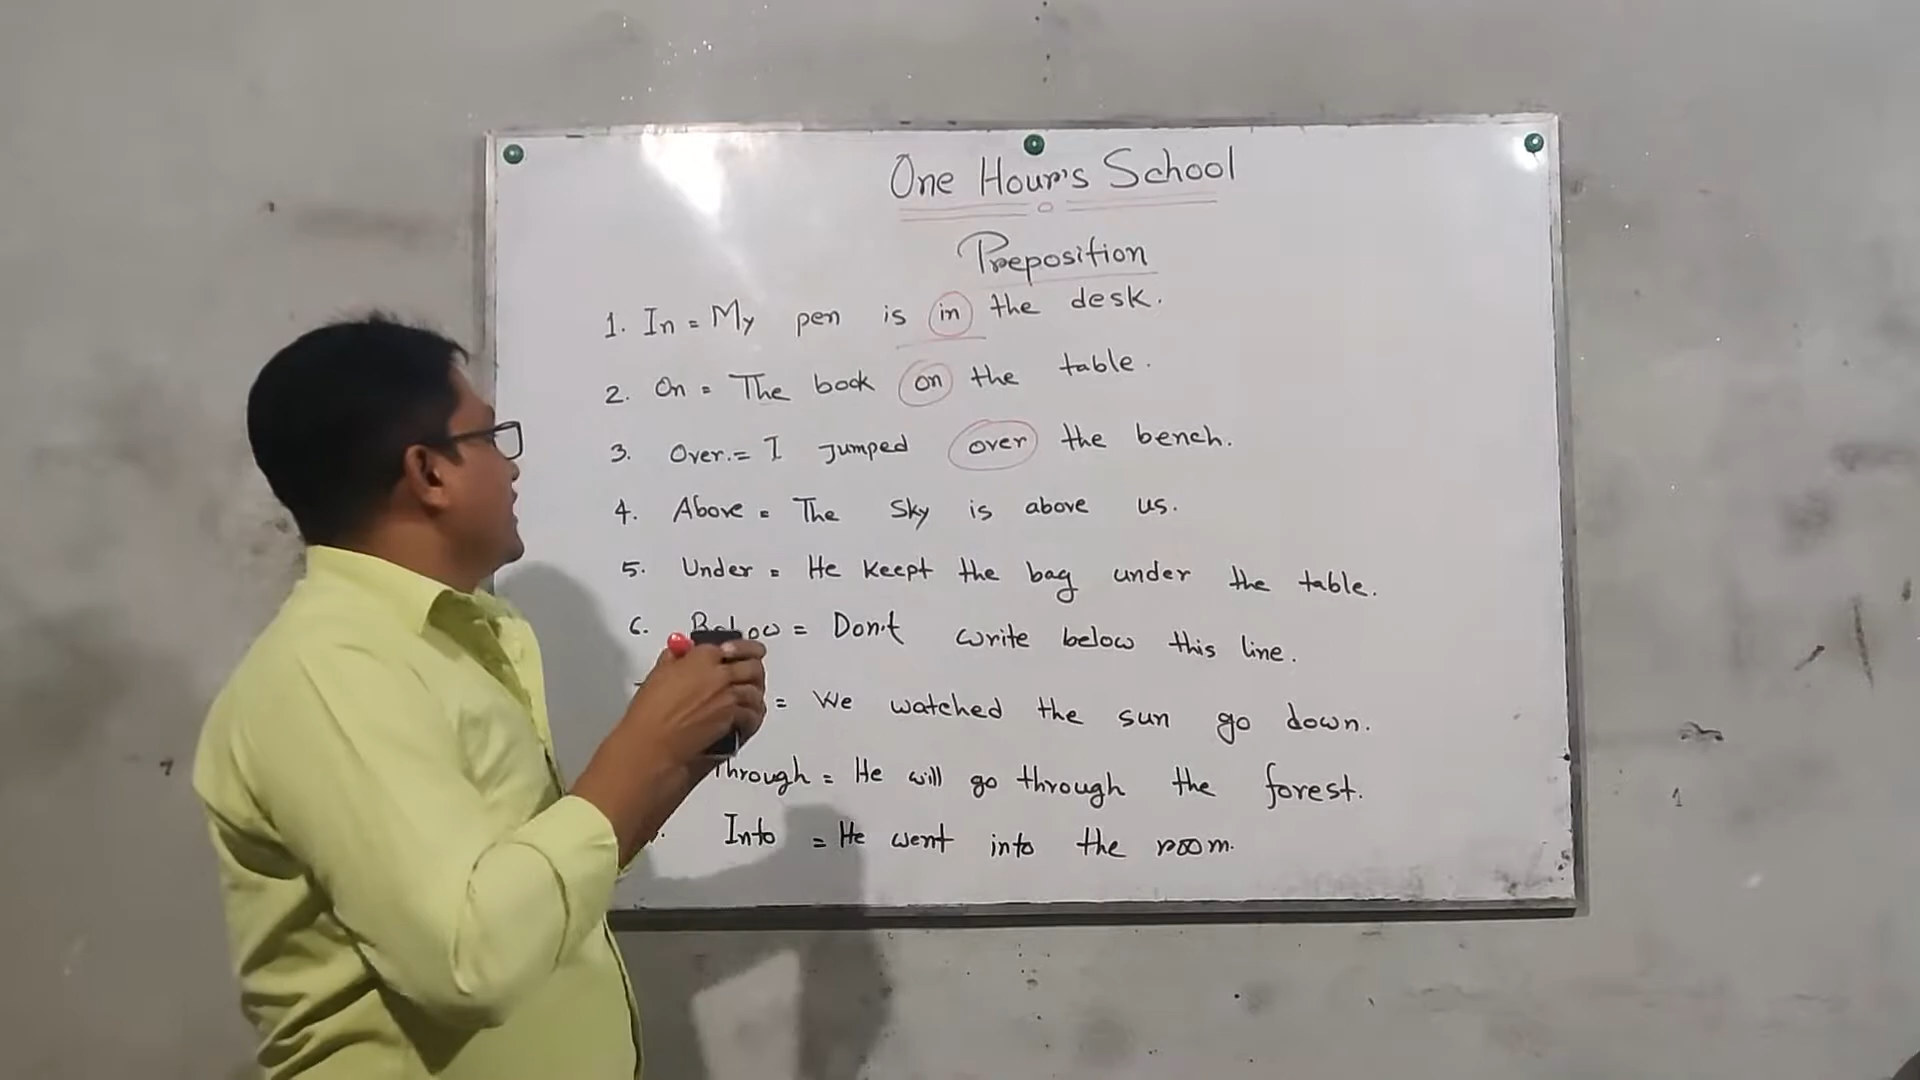 One Hour's School
Preposition
1. In = My pen is in the desk.
2. On = The book on the table.
3. Over. = I jumped over the bench.
4. Above = The Sky is above us.
5. Under = He keept the bag under the table.
6. Below = Don't write below this line.
= We watched the sun go down.
Through = He will go through the forest.
Into = He went into the room.